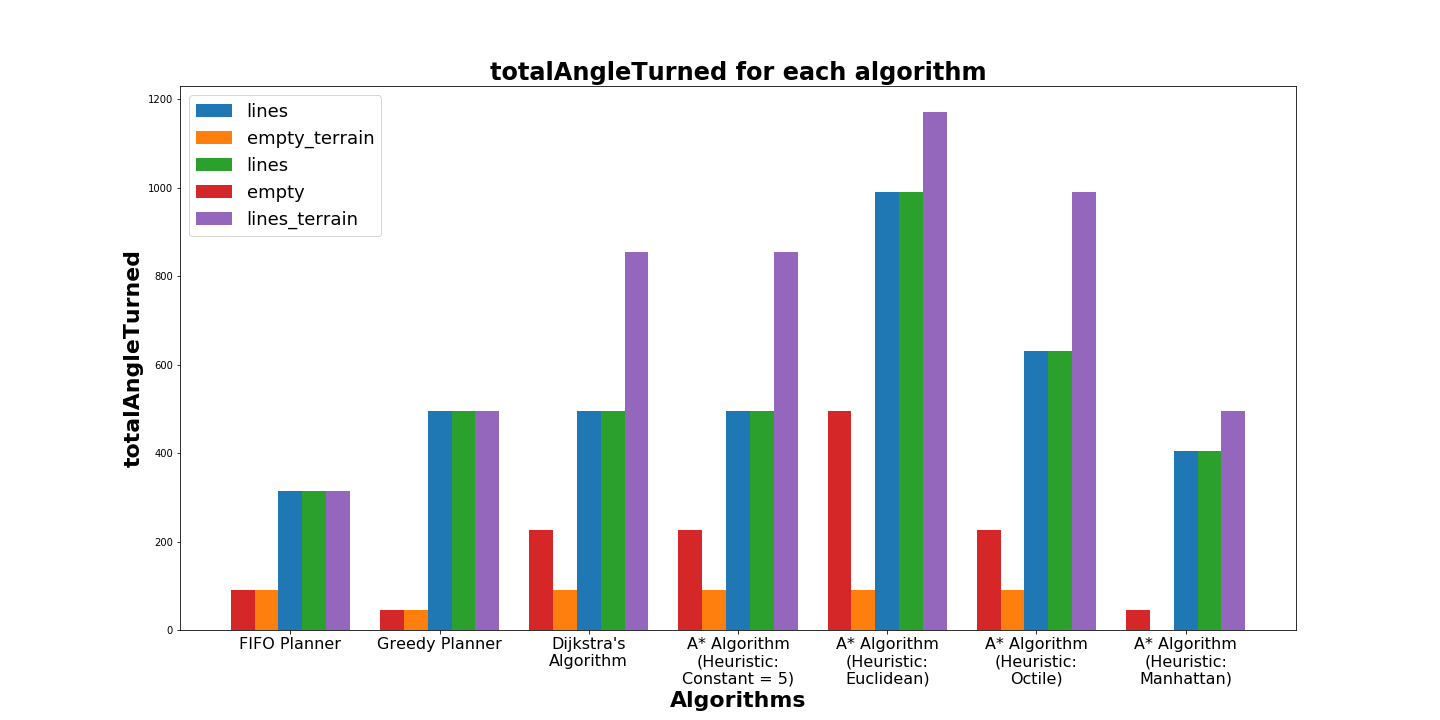 totalAngleTurned for each algorithm
totalAngleTurned
1200
1000
800
600
400
200
0
lines
empty_terrain
lines
empty
lines_terrain
FIFO Planner
Greedy Planner
Dijkstra's
Algorithm
A* Algorithm
(Heuristic:
Constant = 5)
A* Algorithm
(Heuristic:
Euclidean)
A* Algorithm
(Heuristic:
Octile)
A* Algorithm
(Heuristic:
Manhattan)
Algorithms